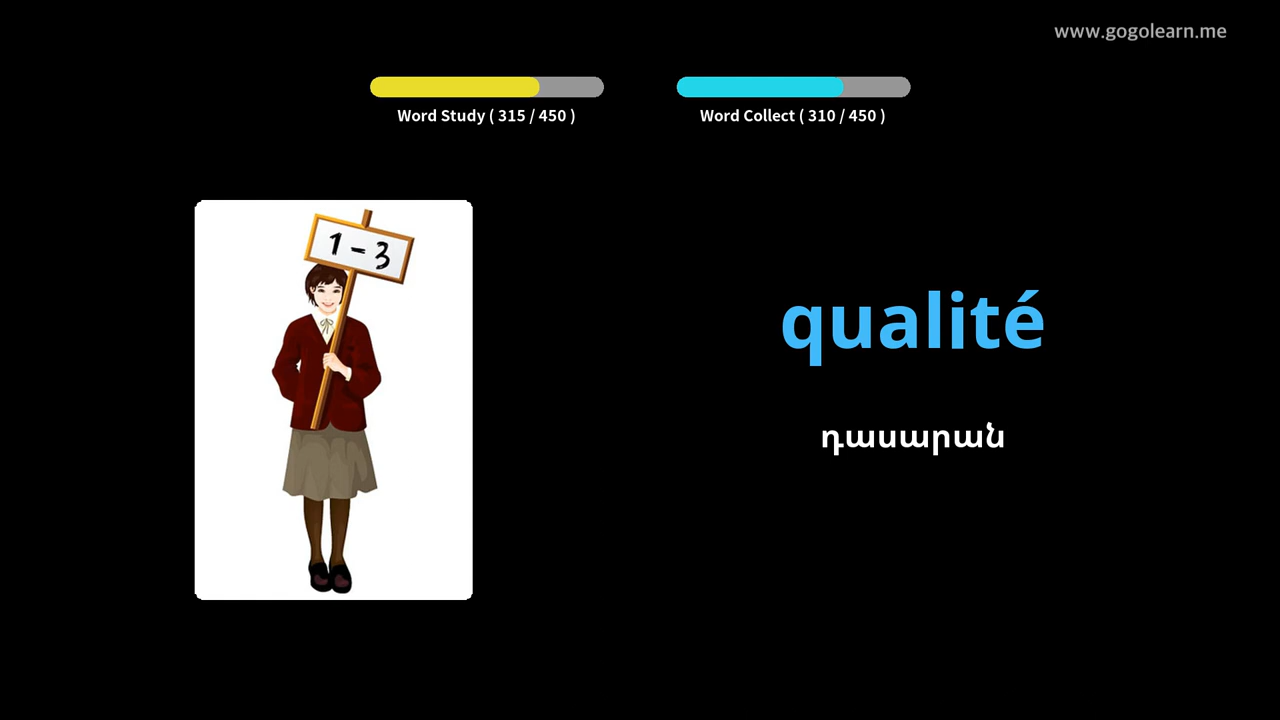 www.gogolearn.me
Word Study ( 315 / 450 )
Word Collect ( 310 / 450 )
1 - 3
qualité
դասարան